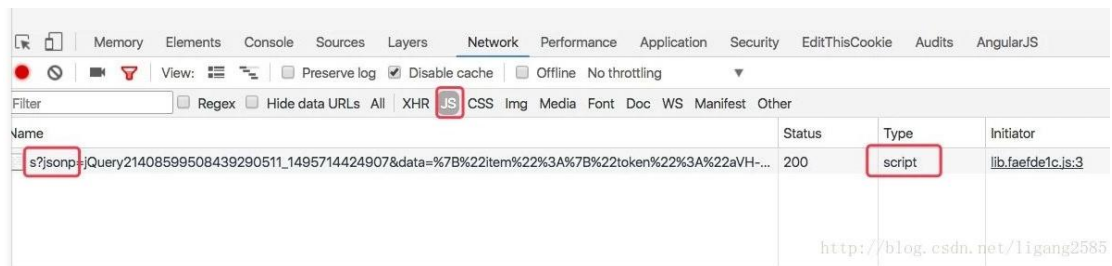 Memory Elements Console Sources Layers Network Performance Application Security EditThisCookie Audits AngularJS
View: Preserve log Disable cache Offline No throttling
Filter Regex Hide data URLs All XHR JS CSS Img Media Font Doc WS Manifest Other
Name Status Type Initiator
s?jsonp=jQuery21408599508439290511_1495714424907&data=%7B%22item%22%3A%7B%22token%22%3A%22aVH-... 200 script lib.faefde1c.js:3
http://blog.csdn.net/ligang2585